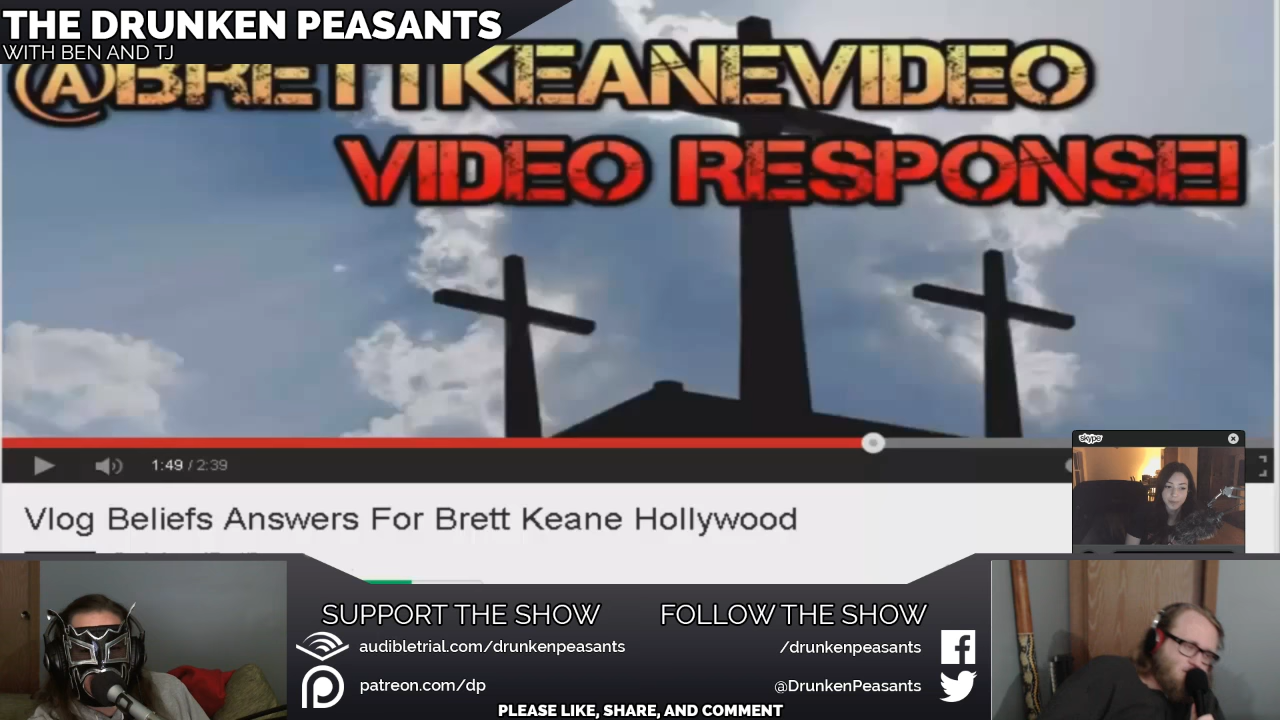 THE DRUNKEN PEASANTS
WITH BEN AND TJ
@BRETTKEANEVIDEO
VIDEO RESPONSE!
skype
1:49 / 2:39
Vlog Beliefs Answers For Brett Keane Hollywood
SUPPORT THE SHOW
FOLLOW THE SHOW
audibletrial.com/drunkenpeasants
/drunkenpeasants
patreon.com/dp
@DrunkenPeasants
PLEASE LIKE, SHARE, AND COMMENT